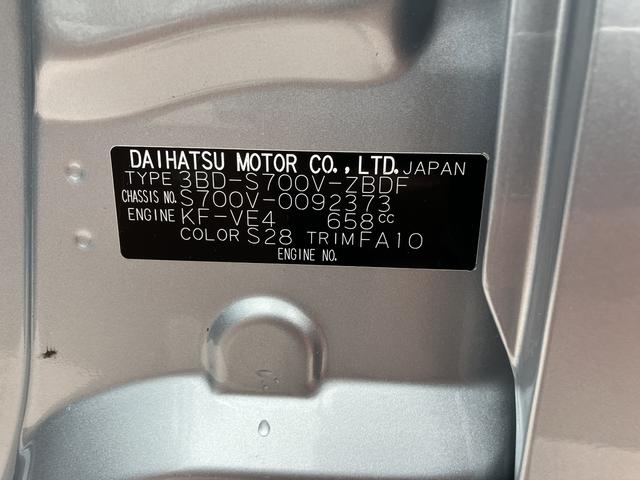 DAIHATSU MOTOR CO.,LTD. JAPAN
TYPE 3BD-S700V-ZBDF
CHASSIS NO. S700V-0092373
ENGINE KF-VE4 658cc
COLOR S28 TRIM FA10
ENGINE NO.